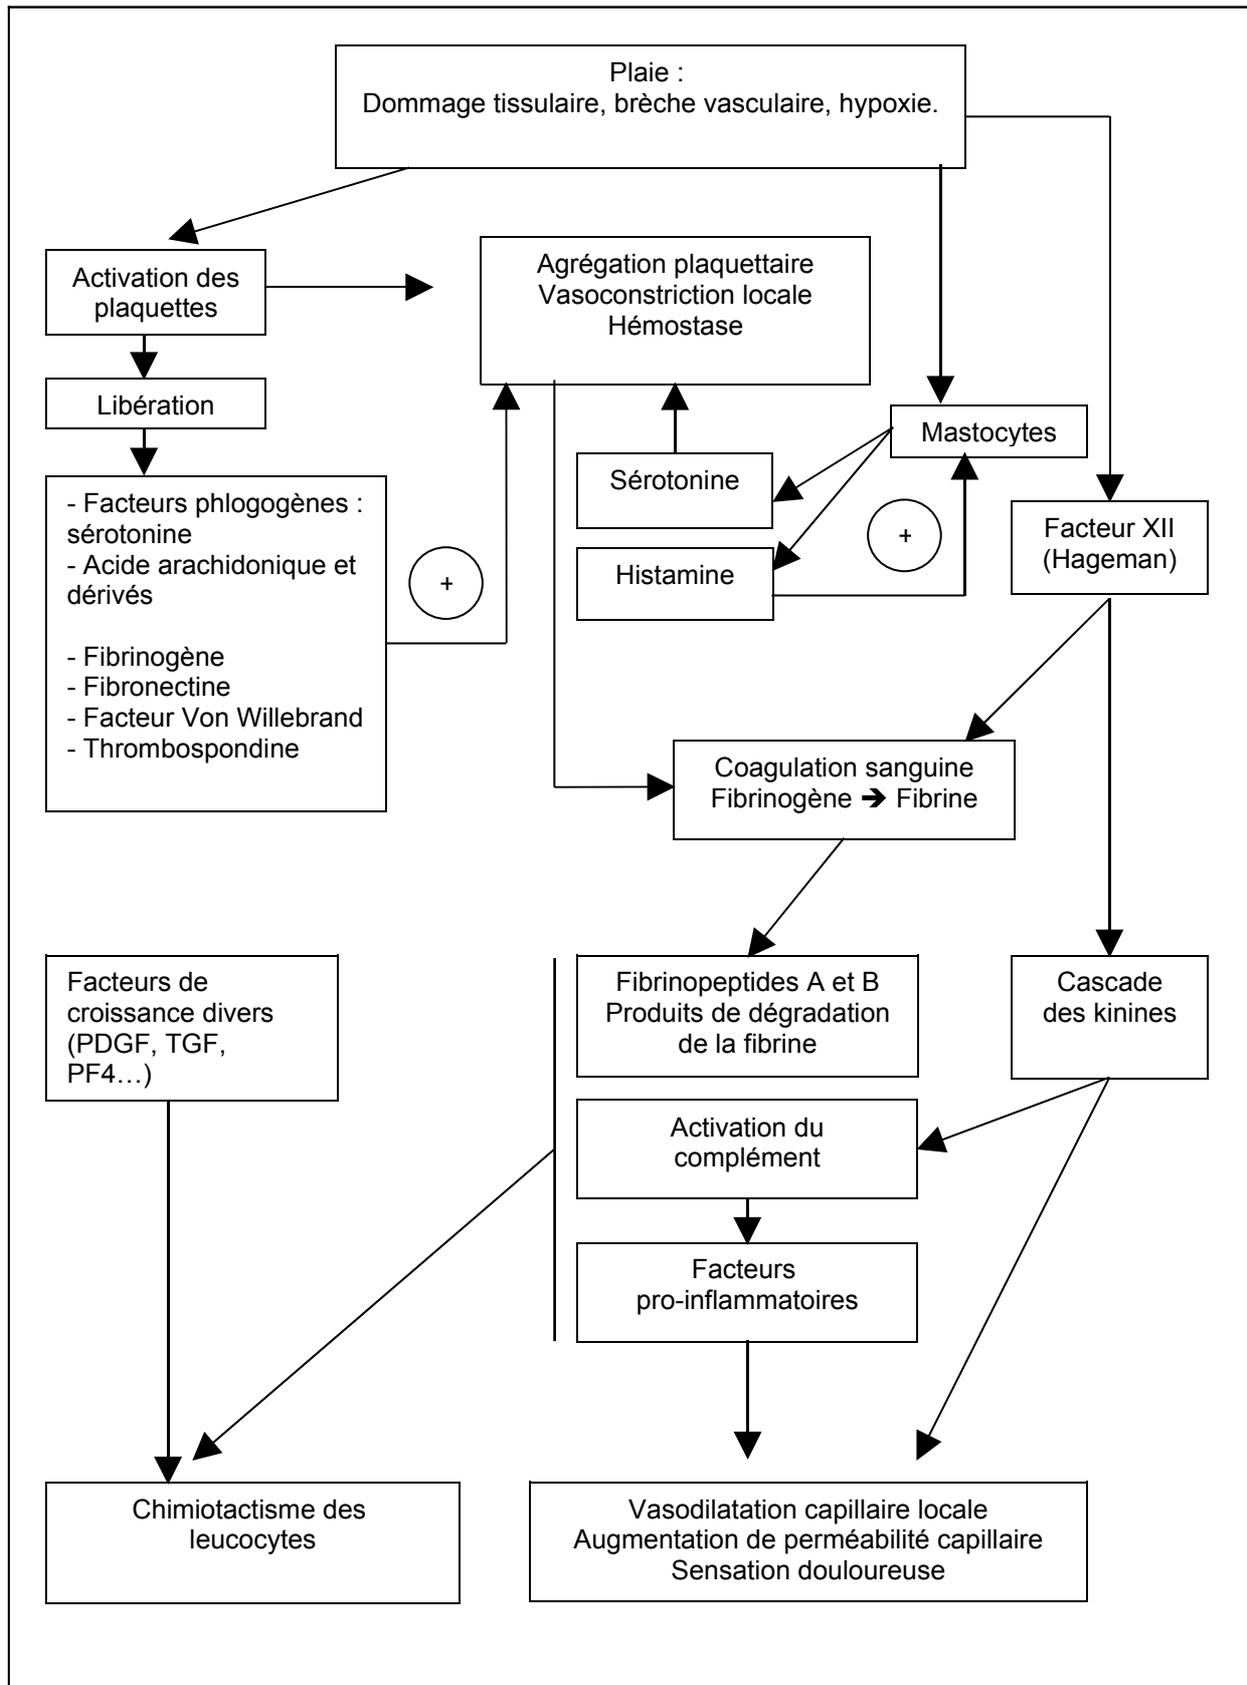 Plaie :
Dommage tissulaire, brèche vasculaire, hypoxie.
Activation des
plaquettes
Agrégation plaquettaire
Vasoconstriction locale
Hémostase
Libération
Mastocytes
Sérotonine
- Facteurs phlogogènes :
sérotonine
- Acide arachidonique et
dérivés
- Fibrinogène
- Fibronectine
- Facteur Von Willebrand
- Thrombospondine
+
+
Histamine
Facteur XII
(Hageman)
Coagulation sanguine
Fibrinogène ➔ Fibrine
Facteurs de
croissance divers
(PDGF, TGF,
PF4…)
Fibrinopeptides A et B
Produits de dégradation
de la fibrine
Cascade
des kinines
Activation du
complément
Facteurs
pro-inflammatoires
Chimiotactisme des
leucocytes
Vasodilatation capillaire locale
Augmentation de perméabilité capillaire
Sensation douloureuse